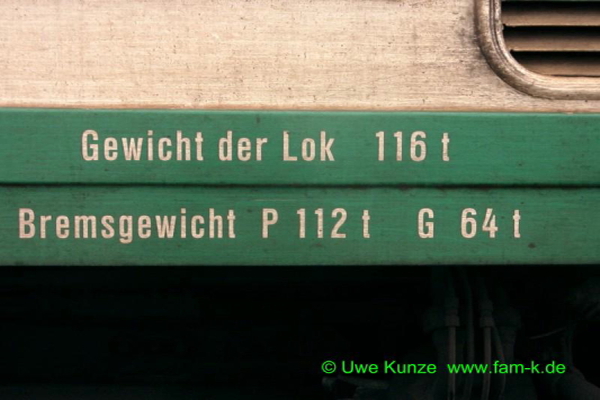 Gewicht der Lok 116 t
Bremsgewicht P 112 t G 64 t
© Uwe Kunze www.fam-k.de